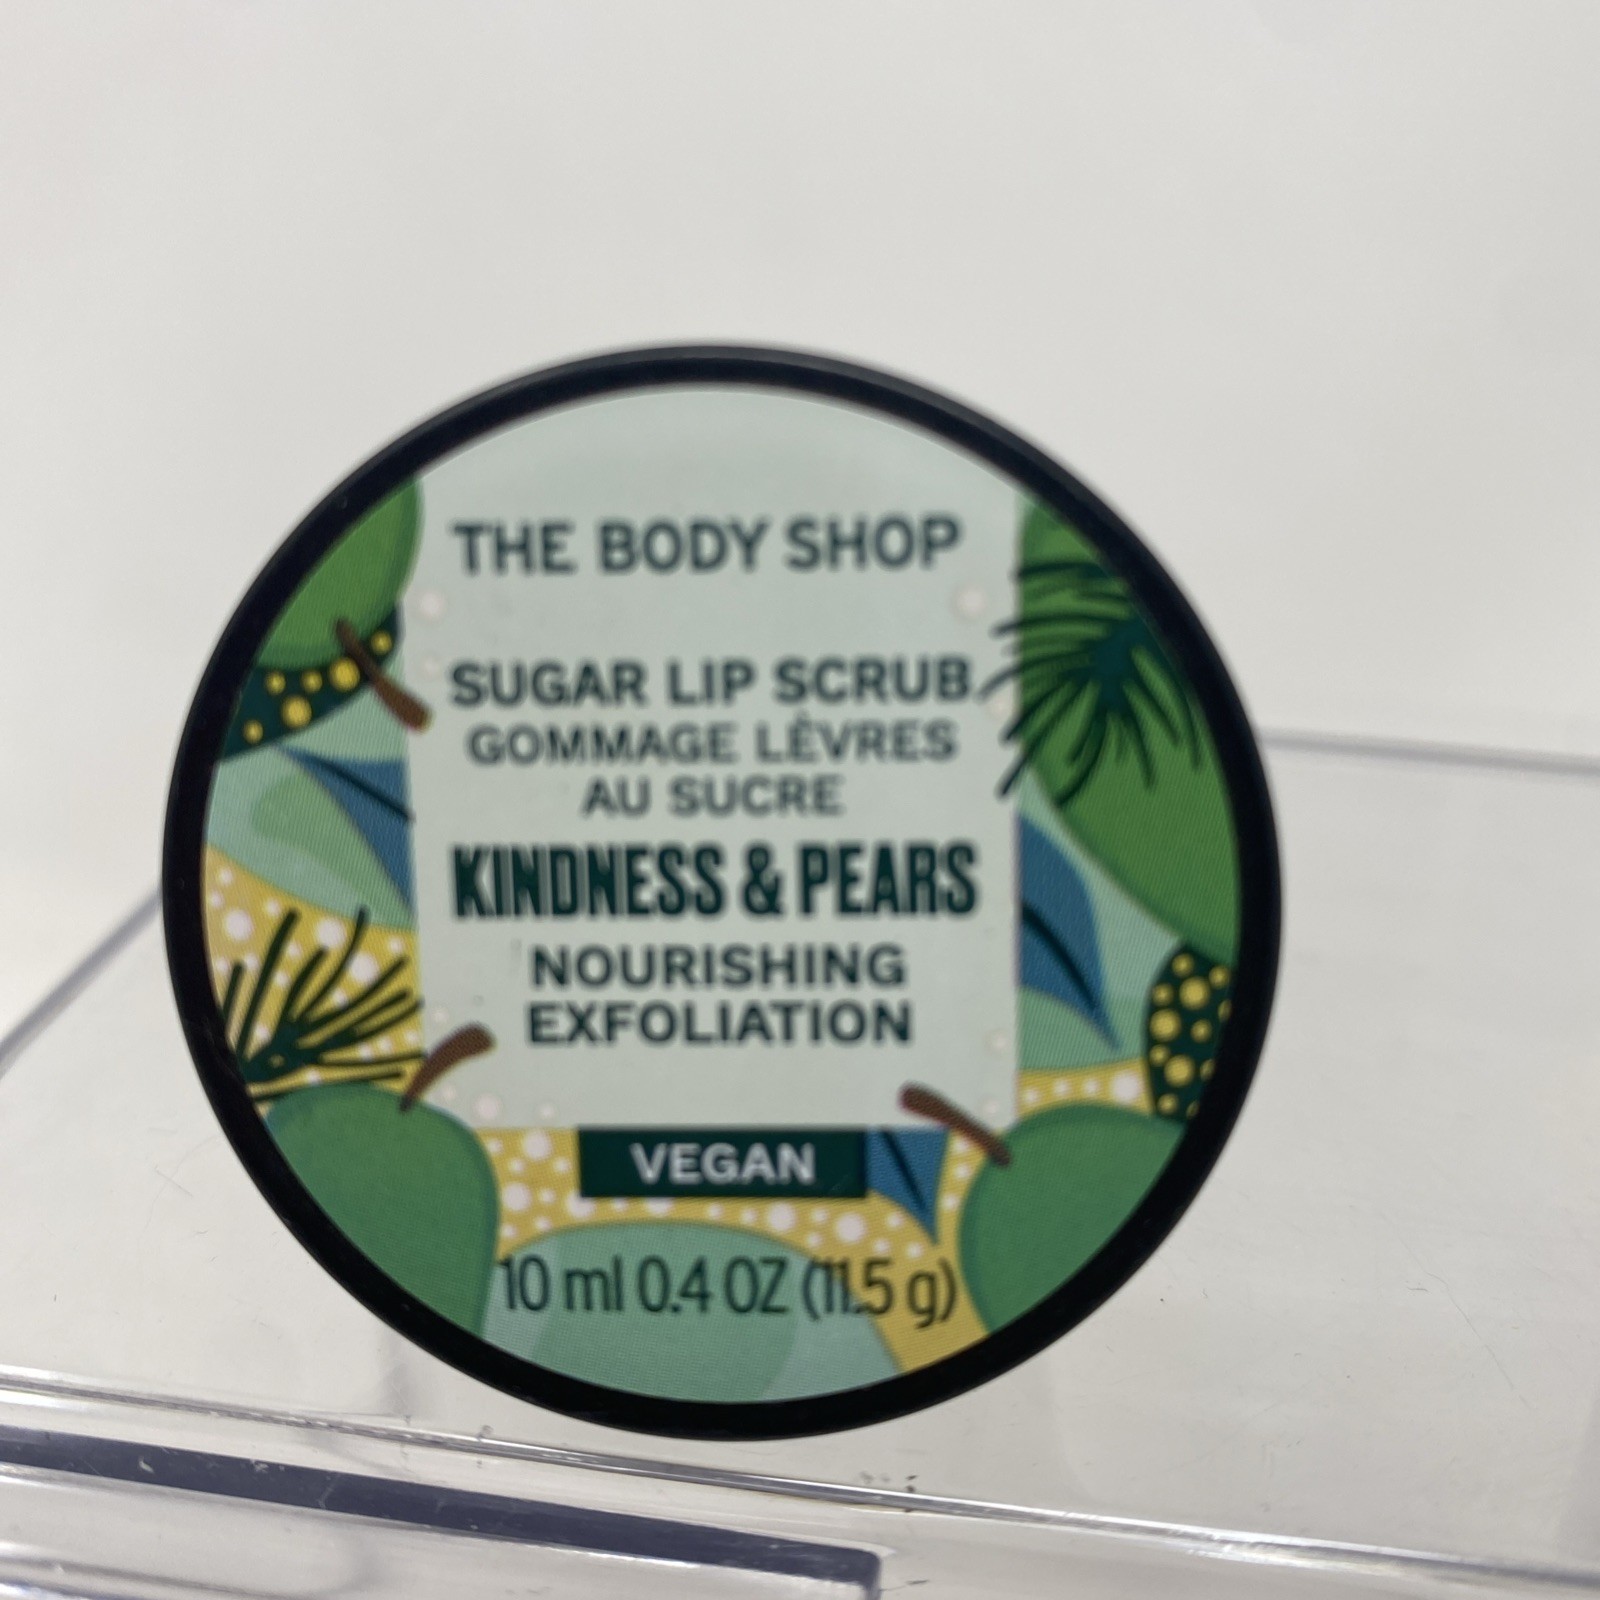 THE BODY SHOP
SUGAR LIP SCRUB
GOMMAGE LÈVRES
AU SUCRE
KINDNESS & PEARS
NOURISHING
EXFOLIATION
VEGAN
10 ml 0.4 OZ (11.5 g)